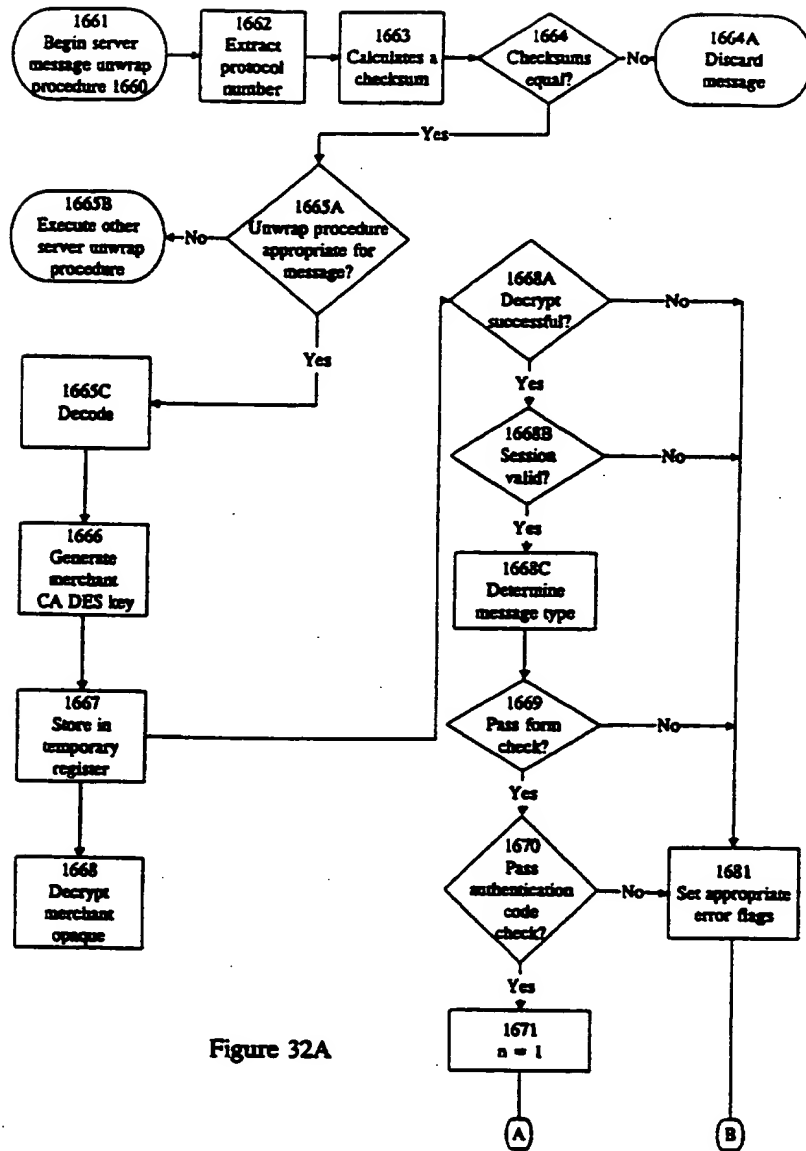 1661
Begin server
message unwrap
procedure 1660
1662
Extract
protocol
number
1663
Calculates a
checksum
1664
Checksums
equal?
No
1664A
Discard
message
Yes
1665B
Execute other
server unwrap
procedure
No
1665A
Unwrap procedure
appropriate for
message?
Yes
1665C
Decode
1666
Generate
merchant
CA DES key
1667
Store in
temporary
register
1668
Decrypt
merchant
opaque
1668A
Decrypt
successful?
No
Yes
1668B
Session
valid?
No
Yes
1668C
Determine
message type
1669
Pass form
check?
No
Yes
1670
Pass
authentication
code
check?
No
1681
Set appropriate
error flags
Yes
1671
n = 1
Figure 32A
A
B